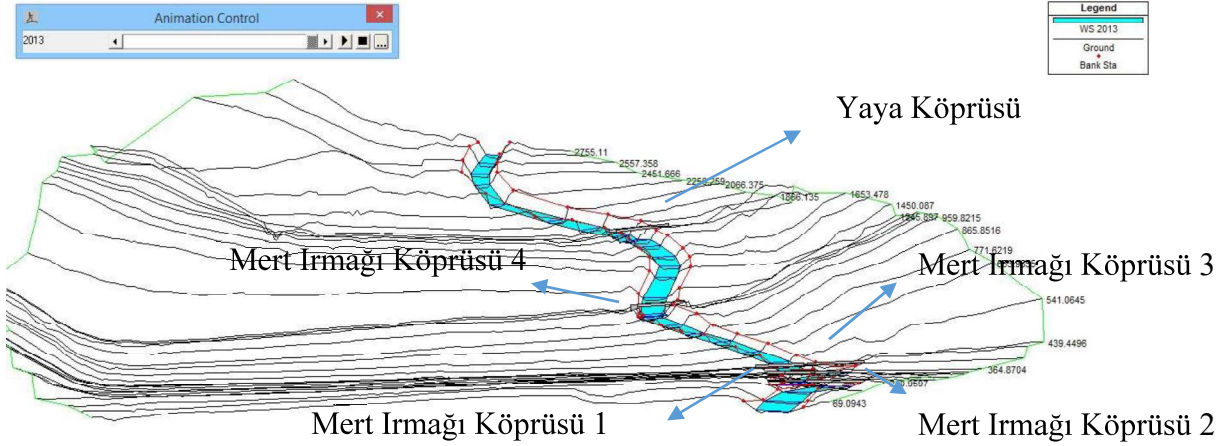 Animation Control
2013
Legend
WS 2013
Ground
Bank Sta
Yaya Köprüsü
2755.11
2557.358
2451.666
2066.375
1866.135
1653.478
1450.087
1245.897
959.8215
865.8516
771.6219
Mert Irmağı Köprüsü 4
Mert Irmağı Köprüsü 3
541.0645
439.4496
364.8704
69.0943
Mert Irmağı Köprüsü 1
Mert Irmağı Köprüsü 2